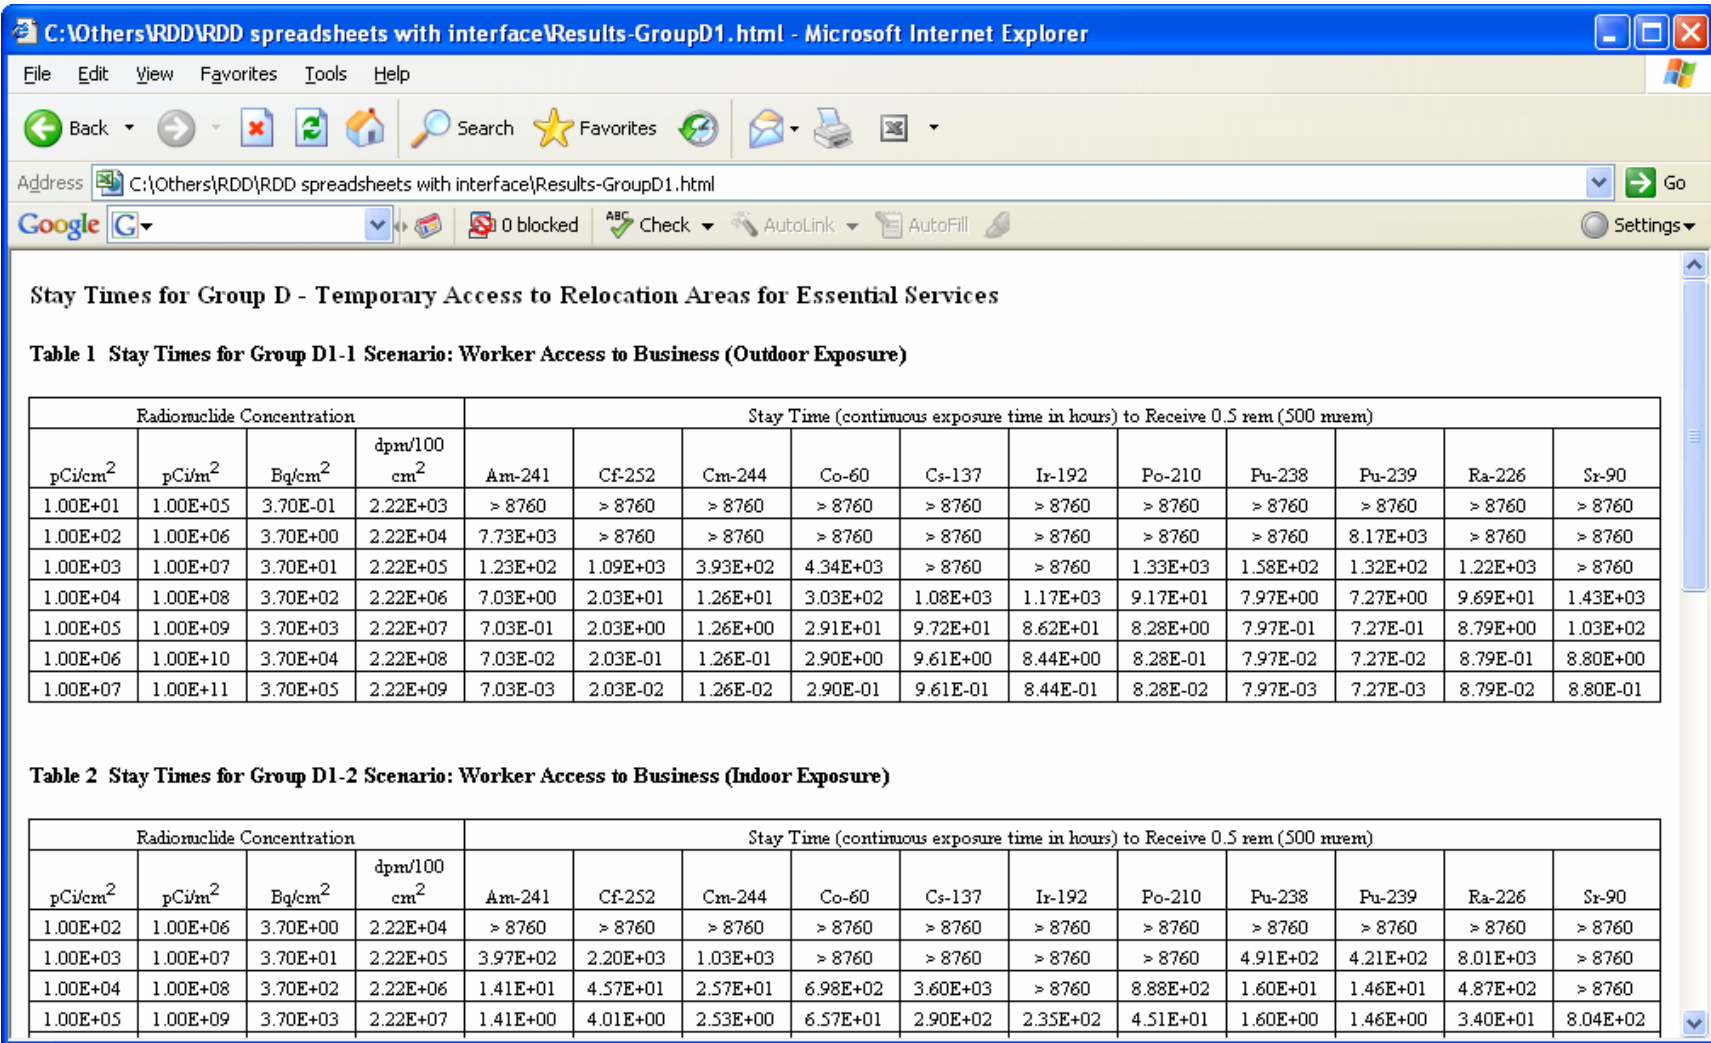 C:\Others\RDD\RDD spreadsheets with interface\Results-GroupD1.html - Microsoft Internet Explorer
File Edit View Favorites Tools Help
Back Search Favorites
Address C:\Others\RDD\RDD spreadsheets with interface\Results-GroupD1.html Go
Google G 0 blocked ABC Check AutoLink AutoFill Settings
Stay Times for Group D - Temporary Access to Relocation Areas for Essential Services
Table 1 Stay Times for Group D1-1 Scenario: Worker Access to Business (Outdoor Exposure)
Radionuclide Concentration Stay Time (continuous exposure time in hours) to Receive 0.5 rem (500 mrem)
pCi/cm² pCi/m² Bq/cm² dpm/100 cm² Am-241 Cf-252 Cm-244 Co-60 Cs-137 Ir-192 Po-210 Pu-238 Pu-239 Ra-226 Sr-90
1.00E+01 1.00E+05 3.70E-01 2.22E+03 > 8760 > 8760 > 8760 > 8760 > 8760 > 8760 > 8760 > 8760 > 8760 > 8760 > 8760
1.00E+02 1.00E+06 3.70E+00 2.22E+04 7.73E+03 > 8760 > 8760 > 8760 > 8760 > 8760 > 8760 > 8760 8.17E+03 > 8760 > 8760
1.00E+03 1.00E+07 3.70E+01 2.22E+05 1.23E+02 1.09E+03 3.93E+02 4.34E+03 > 8760 > 8760 1.33E+03 1.58E+02 1.32E+02 1.22E+03 > 8760
1.00E+04 1.00E+08 3.70E+02 2.22E+06 7.03E+00 2.03E+01 1.26E+01 3.03E+02 1.08E+03 1.17E+03 9.17E+01 7.97E+00 7.27E+00 9.69E+01 1.43E+03
1.00E+05 1.00E+09 3.70E+03 2.22E+07 7.03E-01 2.03E+00 1.26E+00 2.91E+01 9.72E+01 8.62E+01 8.28E+00 7.97E-01 7.27E-01 8.79E+00 1.03E+02
1.00E+06 1.00E+10 3.70E+04 2.22E+08 7.03E-02 2.03E-01 1.26E-01 2.90E+00 9.61E+00 8.44E+00 8.28E-01 7.97E-02 7.27E-02 8.79E-01 8.80E+00
1.00E+07 1.00E+11 3.70E+05 2.22E+09 7.03E-03 2.03E-02 1.26E-02 2.90E-01 9.61E-01 8.44E-01 8.28E-02 7.97E-03 7.27E-03 8.79E-02 8.80E-01
Table 2 Stay Times for Group D1-2 Scenario: Worker Access to Business (Indoor Exposure)
Radionuclide Concentration Stay Time (continuous exposure time in hours) to Receive 0.5 rem (500 mrem)
pCi/cm² pCi/m² Bq/cm² dpm/100 cm² Am-241 Cf-252 Cm-244 Co-60 Cs-137 Ir-192 Po-210 Pu-238 Pu-239 Ra-226 Sr-90
1.00E+02 1.00E+06 3.70E+00 2.22E+04 > 8760 > 8760 > 8760 > 8760 > 8760 > 8760 > 8760 > 8760 > 8760 > 8760 > 8760
1.00E+03 1.00E+07 3.70E+01 2.22E+05 3.97E+02 2.20E+03 1.03E+03 > 8760 > 8760 > 8760 > 8760 4.91E+02 4.21E+02 8.01E+03 > 8760
1.00E+04 1.00E+08 3.70E+02 2.22E+06 1.41E+01 4.57E+01 2.57E+01 6.98E+02 3.60E+03 > 8760 8.88E+02 1.60E+01 1.46E+01 4.87E+02 > 8760
1.00E+05 1.00E+09 3.70E+03 2.22E+07 1.41E+00 4.01E+00 2.53E+00 6.57E+01 2.90E+02 2.35E+02 4.51E+01 1.60E+00 1.46E+00 3.40E+01 8.04E+02